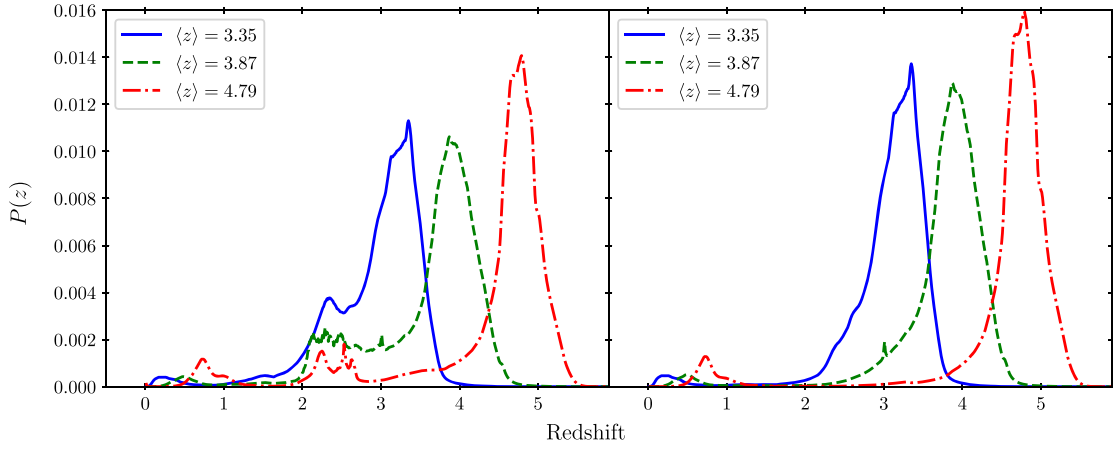 P(z)
0.016
0.014
0.012
0.010
0.008
0.006
0.004
0.002
0.000
⟨z⟩ = 3.35
⟨z⟩ = 3.87
⟨z⟩ = 4.79
0 1 2 3 4 5
⟨z⟩ = 3.35
⟨z⟩ = 3.87
⟨z⟩ = 4.79
0 1 2 3 4 5
Redshift